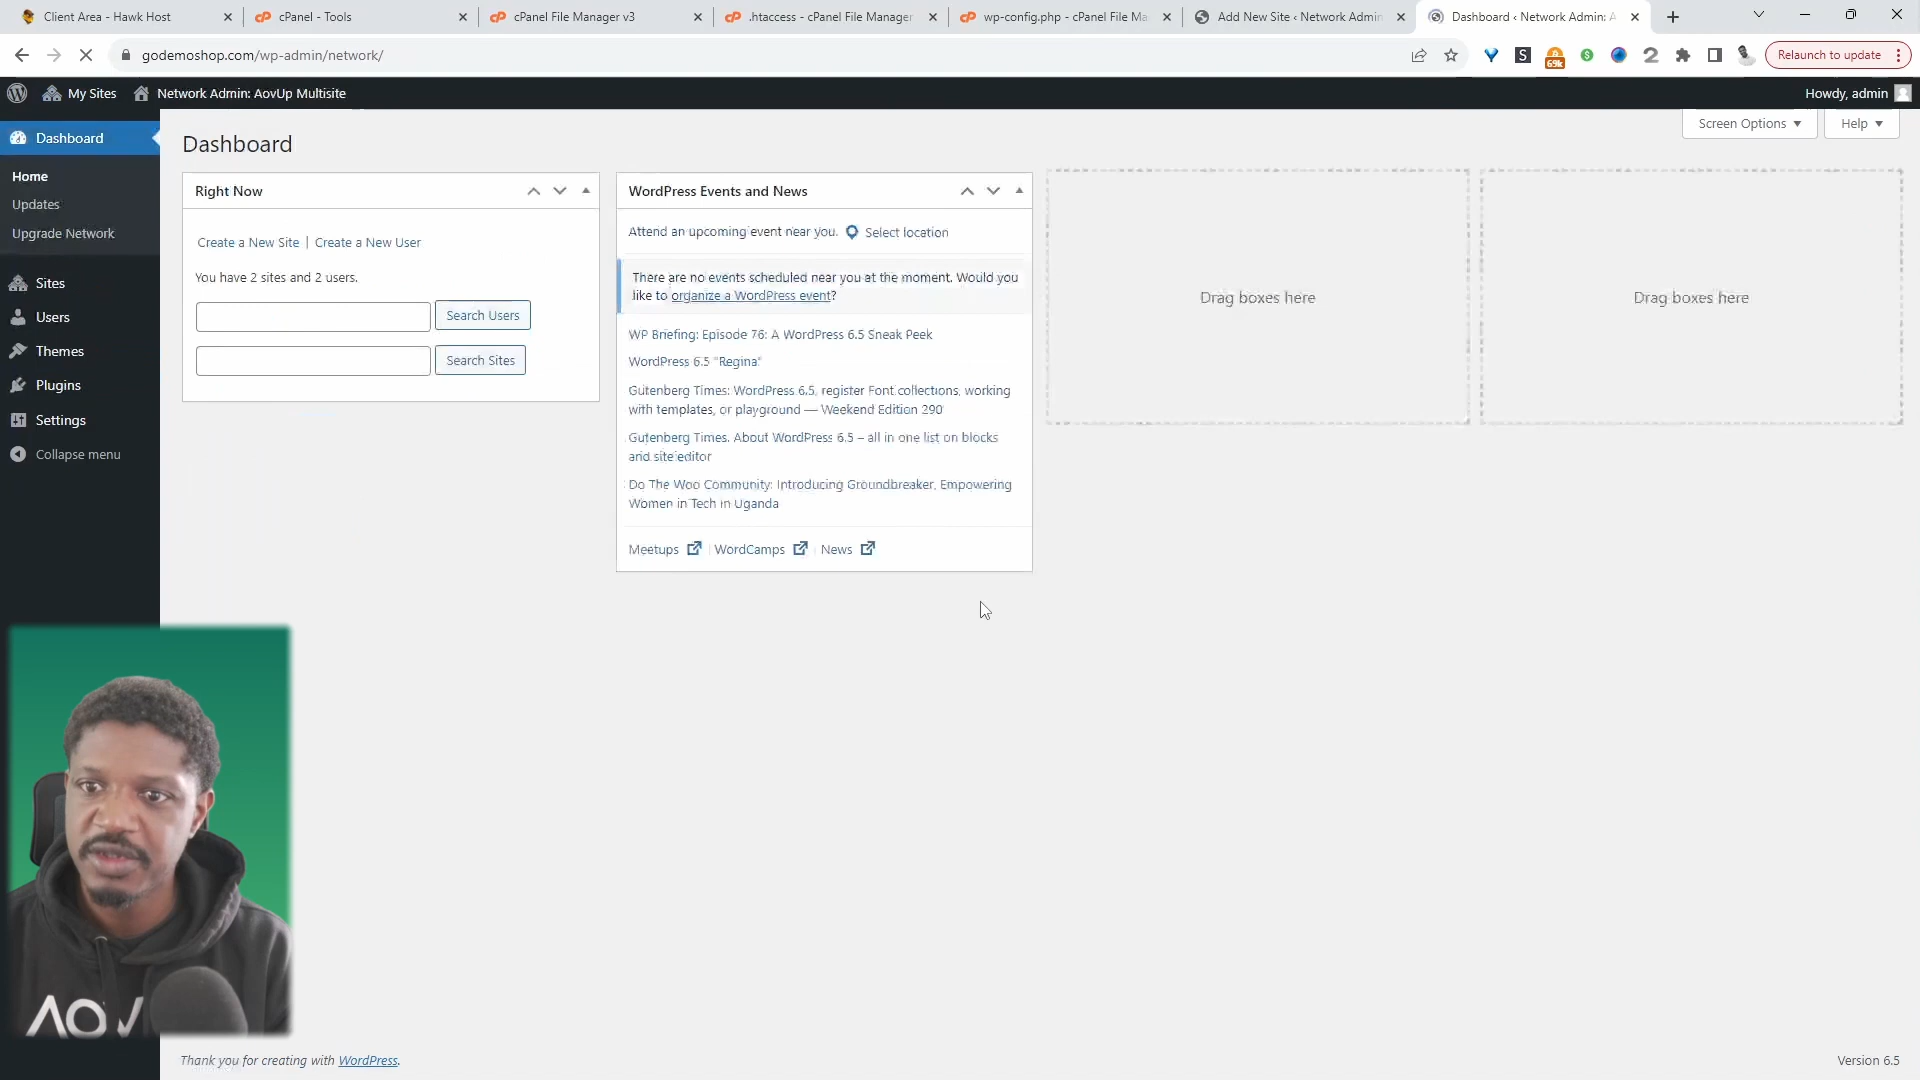 Client Area - Hawk Host
cPanel - Tools
cPanel File Manager v3
.htaccess - cPanel File Manager
wp-config.php - cPanel File Ma
Add New Site ‹ Network Admin
Dashboard ‹ Network Admin: A
godemoshop.com/wp-admin/network/
S
69k
Relaunch to update
My Sites
Network Admin: AovUp Multisite
Howdy, admin
Dashboard
Home
Updates
Upgrade Network
Sites
Users
Themes
Plugins
Settings
Collapse menu
Screen Options
Help
Dashboard
Right Now
Create a New Site | Create a New User
You have 2 sites and 2 users.
Search Users
Search Sites
WordPress Events and News
Attend an upcoming event near you.
Select location
There are no events scheduled near you at the moment. Would you
like to organize a WordPress event?
WP Briefing: Episode 76: A WordPress 6.5 Sneak Peek
WordPress 6.5 "Regina"
Gutenberg Times: WordPress 6.5, register Font collections, working
with templates, or playground — Weekend Edition 290
Gutenberg Times. About WordPress 6.5 – all in one list on blocks
and site editor
Do The Woo Community: Introducing Groundbreaker, Empowering
Women in Tech in Uganda
Meetups
WordCamps
News
Drag boxes here
Drag boxes here
Thank you for creating with WordPress.
Version 6.5